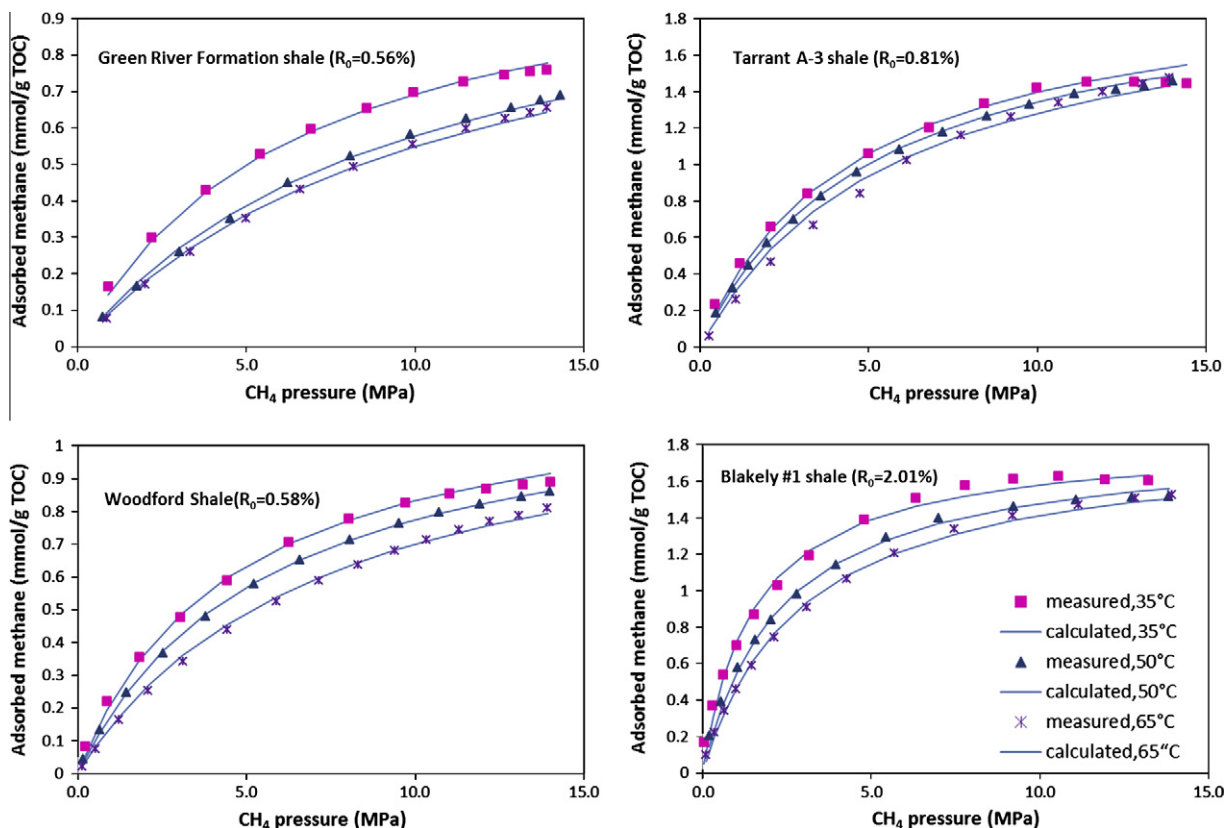 Green River Formation shale (R₀=0.56%)
Adsorbed methane (mmol/g TOC)
0.9
0.8
0.7
0.6
0.5
0.4
0.3
0.2
0.1
0
0.0 5.0 10.0 15.0
CH₄ pressure (MPa)
Tarrant A-3 shale (R₀=0.81%)
Adsorbed methane (mmol/g TOC)
1.8
1.6
1.4
1.2
1
0.8
0.6
0.4
0.2
0
0.0 5.0 10.0 15.0
CH₄ pressure (MPa)
Woodford Shale(R₀=0.58%)
Adsorbed methane (mmol/g TOC)
1
0.9
0.8
0.7
0.6
0.5
0.4
0.3
0.2
0.1
0
0.0 5.0 10.0 15.0
CH₄ pressure (MPa)
Blakely #1 shale (R₀=2.01%)
Adsorbed methane (mmol/g TOC)
1.8
1.6
1.4
1.2
1
0.8
0.6
0.4
0.2
0
0.0 5.0 10.0 15.0
CH₄ pressure (MPa)
measured,35°C
calculated,35°C
measured,50°C
calculated,50°C
measured,65°C
calculated,65“C